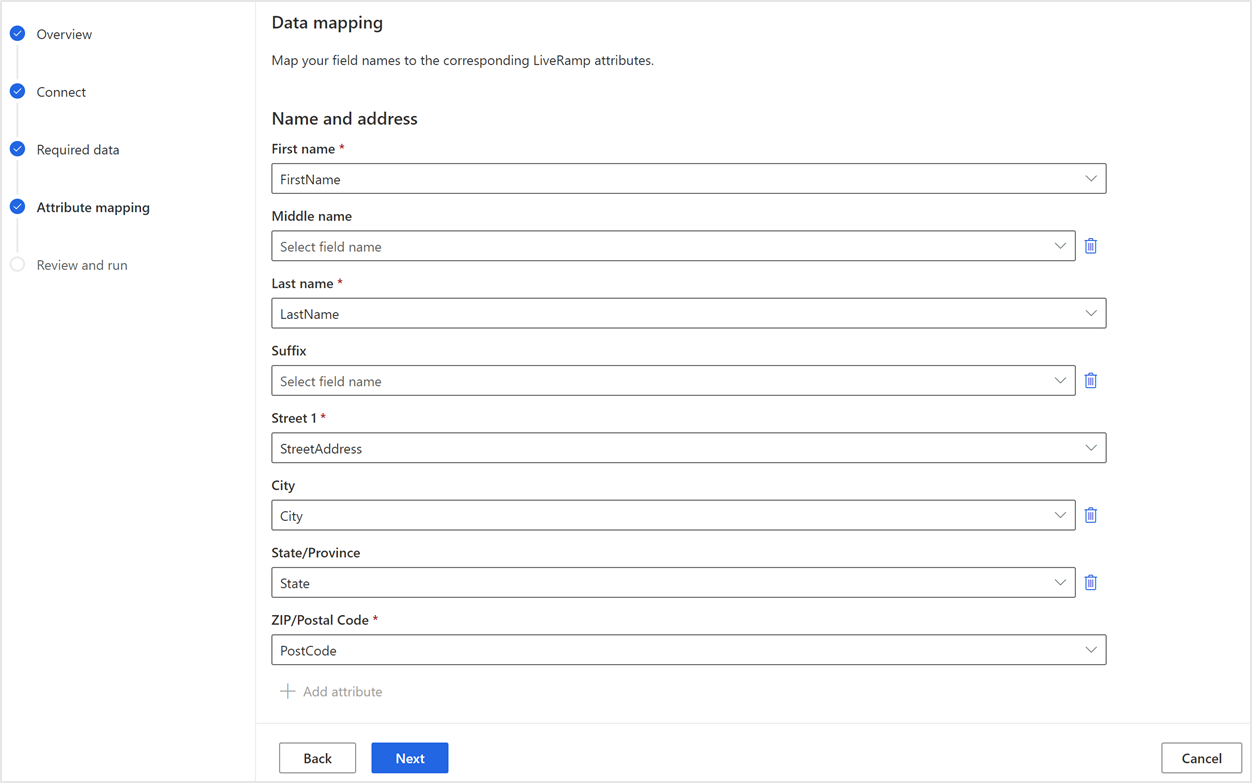 Overview
Connect
Required data
Attribute mapping
Review and run
Data mapping
Map your field names to the corresponding LiveRamp attributes.
Name and address
First name *
FirstName
Middle name
Select field name
Last name *
LastName
Suffix
Select field name
Street 1 *
StreetAddress
City
City
State/Province
State
ZIP/Postal Code *
PostCode
Add attribute
Back
Next
Cancel